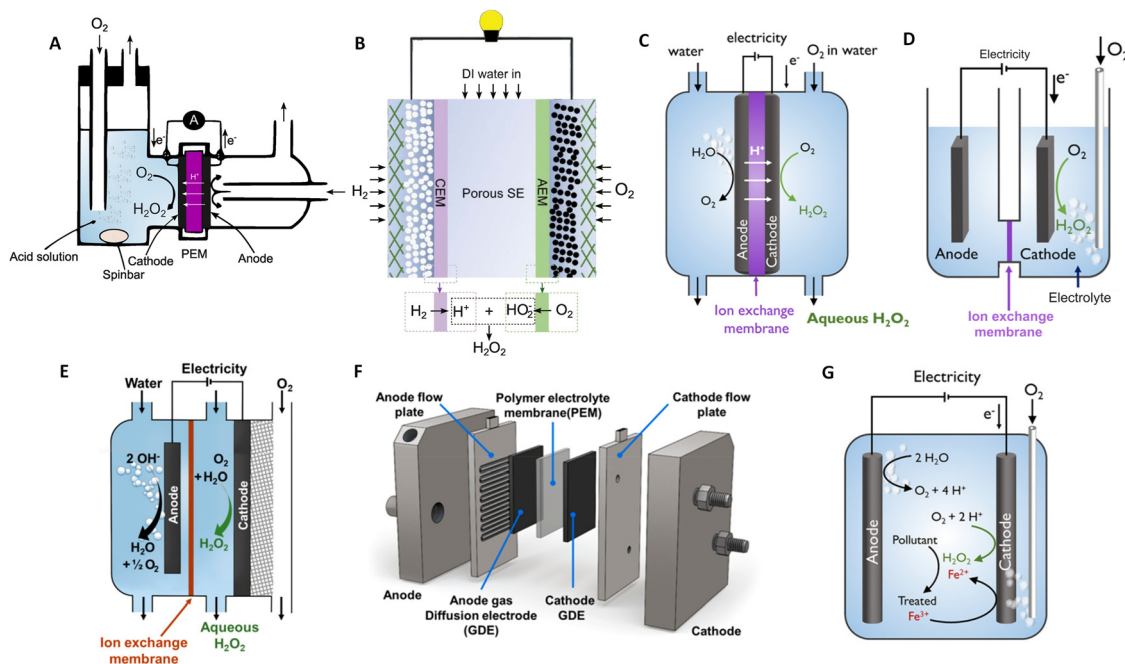 A
O₂
e⁻
A
e⁻
H⁺
O₂
H₂O₂
H₂
Acid solution
Spinbar
Cathode
PEM
Anode
B
DI water in
H₂
CEM
Porous SE
AEM
O₂
H₂
H⁺
+
HO₂⁻
O₂
H₂O₂
C
electricity
water
e⁻
O₂ in water
H₂O
H⁺
O₂
O₂
H₂O₂
Anode
Cathode
Ion exchange
membrane
Aqueous H₂O₂
D
O₂
Electricity
e⁻
O₂
H₂O₂
Anode
Cathode
Electrolyte
Ion exchange
membrane
E
Electricity
Water
O₂
2 OH⁻
O₂
+ H₂O
Anode
Cathode
H₂O₂
H₂O
+ ½ O₂
Ion exchange
membrane
Aqueous
H₂O₂
F
Anode flow
plate
Polymer electrolyte
membrane(PEM)
Cathode flow
plate
Anode
Anode gas
Diffusion electrode
(GDE)
Cathode
GDE
Cathode
G
Electricity
e⁻
O₂
2 H₂O
O₂ + 4 H⁺
O₂ + 2 H⁺
Anode
Cathode
Pollutant
H₂O₂
Fe²⁺
Treated
Fe³⁺